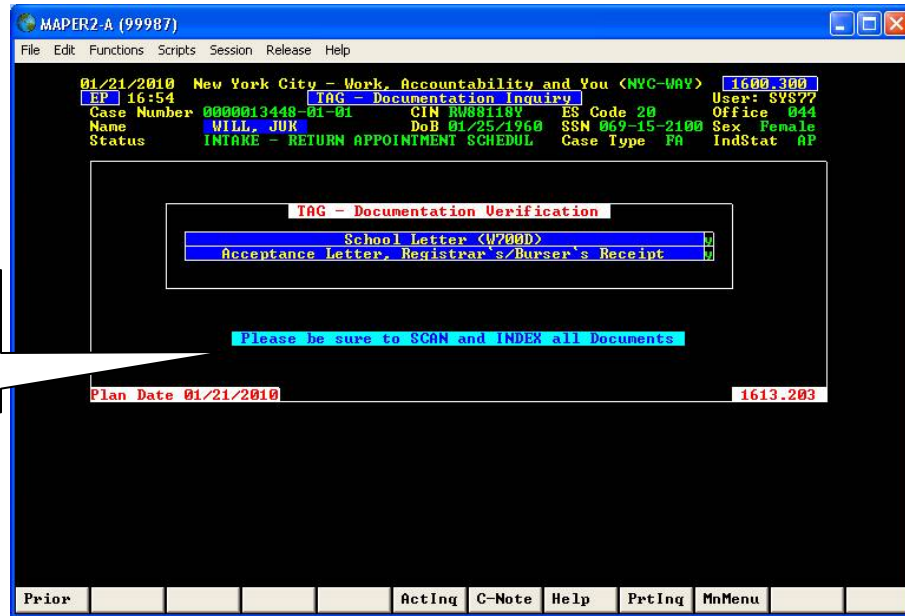 MAPER2-A (99987)
File Edit Functions Scripts Session Release Help
01/21/2010 New York City - Work, Accountability and You (NYC-WAY) 1600.300
EP 16:54 TAG - Documentation Inquiry User: SYS77
Case Number 0000013448-01-01 CIN RW88118Y ES Code 20 Office 044
Name WILL, JUK DoB 01/25/1960 SSN 069-15-2100 Sex Female
Status INTAKE - RETURN APPOINTMENT SCHEDUL Case Type FA IndStat AP
TAG - Documentation Verification
School Letter (W700D) y
Acceptance Letter, Registrar`s/Burser`s Receipt y
Please be sure to SCAN and INDEX all Documents
Plan Date 01/21/2010 1613.203
Prior ActInq C-Note Help PrtInq MnMenu